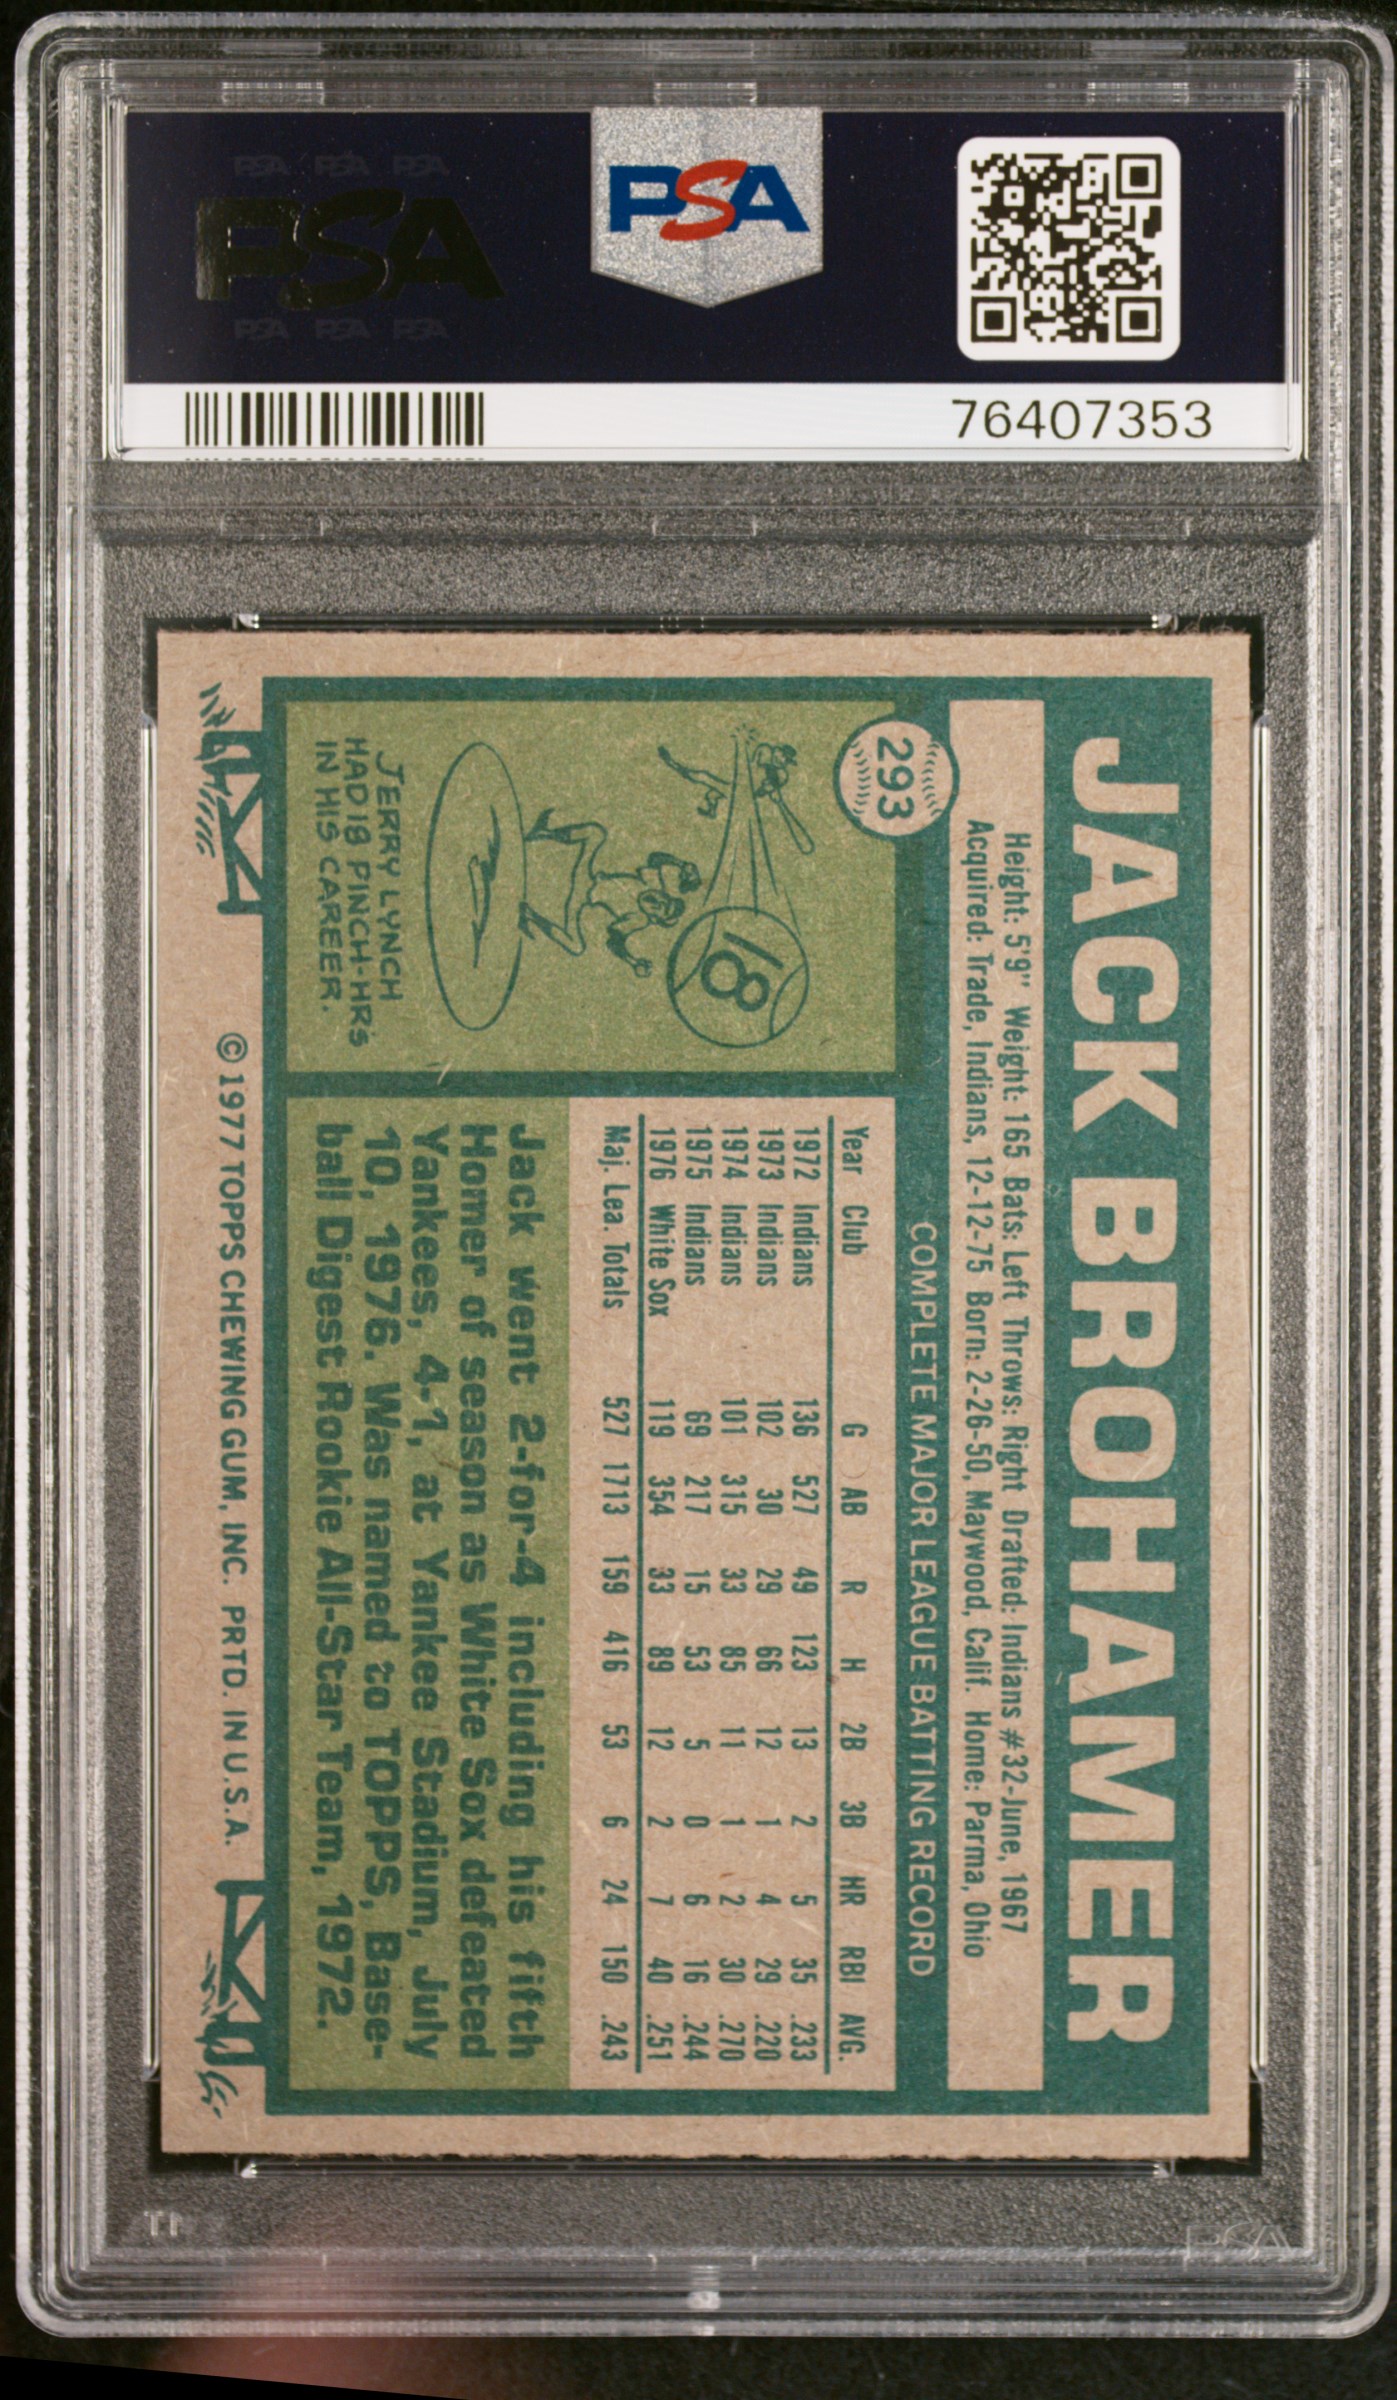 PSA PSA PSA
PSA
PSA PSA PSA
PSA
76407353
JACK BROHAMER
Height: 5'9" Weight: 165 Bats: Left Throws: Right Drafted: Indians #32-June, 1967
Acquired: Trade, Indians, 12-12-75 Born: 2-26-50, Maywood, Calif. Home: Parma, Ohio
293
COMPLETE MAJOR LEAGUE BATTING RECORD
Year Club G AB R H 2B 3B HR RBI AVG.
1972 Indians 136 527 49 123 13 2 5 35 .233
1973 Indians 102 30 29 66 12 1 4 29 .220
1974 Indians 101 315 33 85 11 1 2 30 .270
1975 Indians 69 217 15 53 5 0 6 16 .244
1976 White Sox 119 354 33 89 12 2 7 40 .251
Maj. Lea. Totals 527 1713 159 416 53 6 24 150 .243
18
JERRY LYNCH
HAD 18 PINCH-HRs
IN HIS CAREER.
Jack went 2-for-4 including his fifth
Homer of season as White Sox defeated
Yankees, 4-1, at Yankee Stadium, July
10, 1976. Was named to TOPPS, Base-
ball Digest Rookie All-Star Team, 1972.
© 1977 TOPPS CHEWING GUM, INC. PRTD. IN U.S.A.
PSA